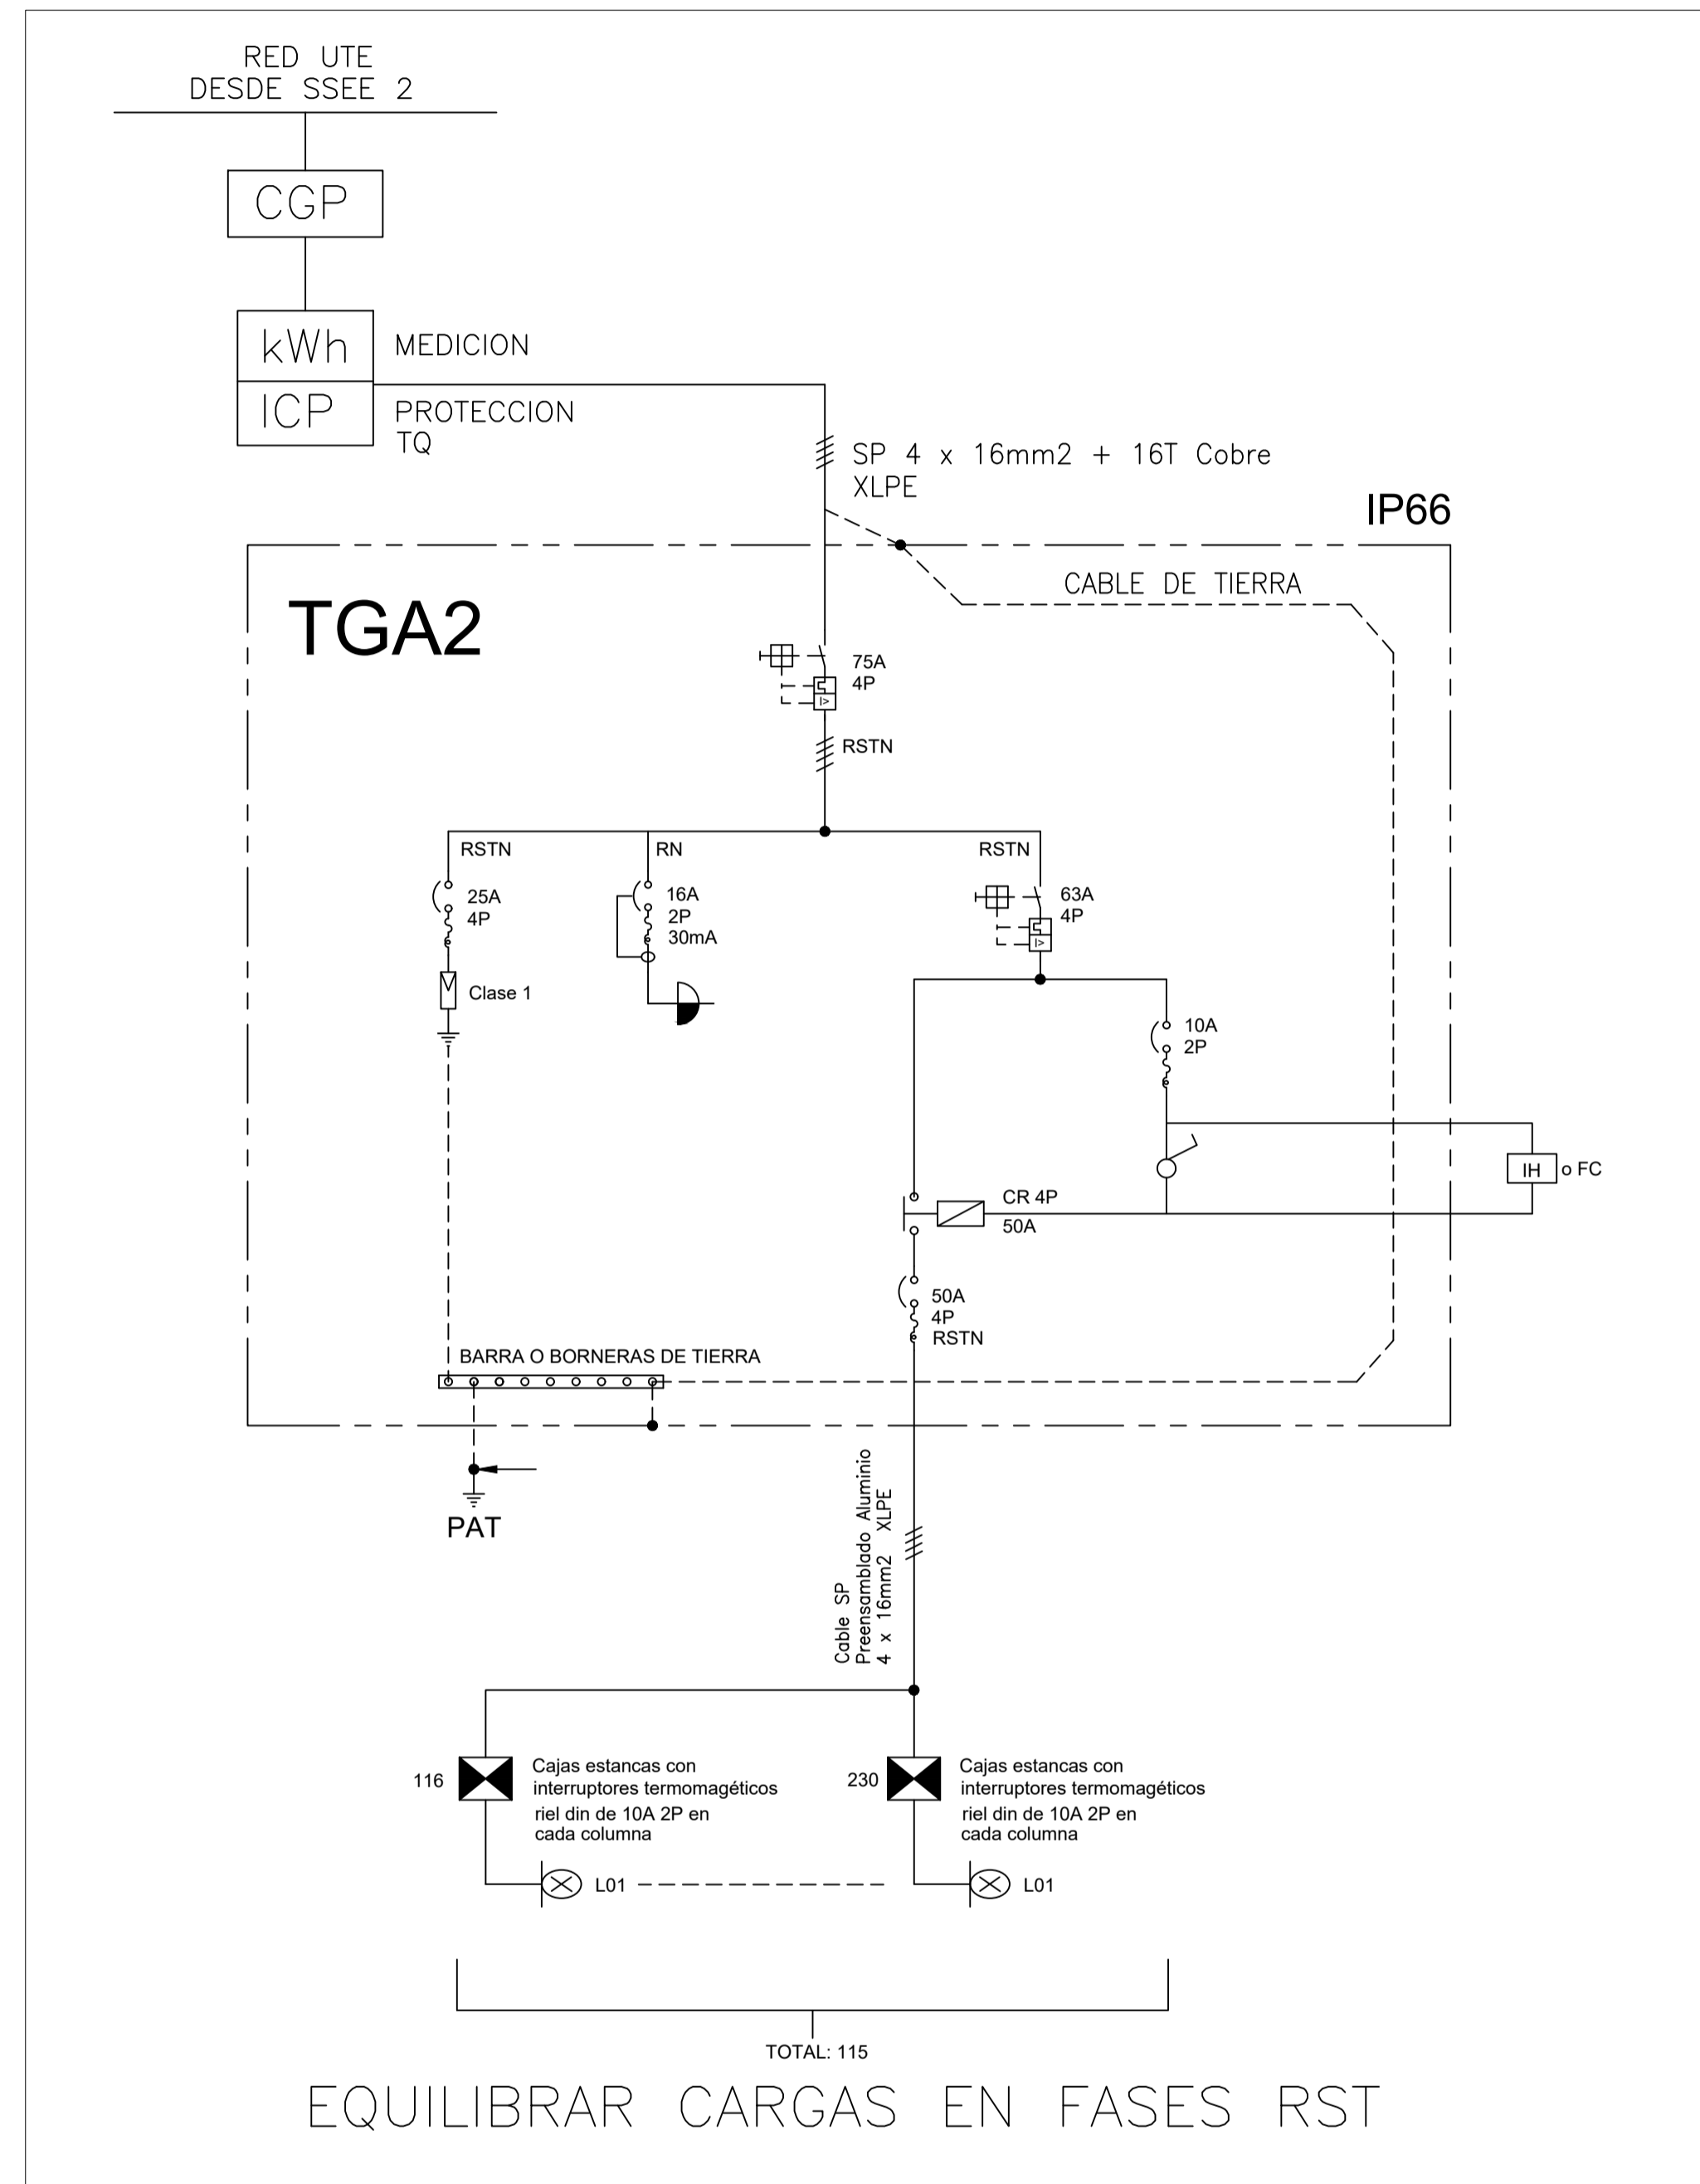 RED UTE
DESDE SSEE 2
CGP
kWh
MEDICION
ICP
PROTECCION
TQ
SP 4 x 16mm2 + 16T Cobre
XLPE
IP66
CABLE DE TIERRA
TGA2
75A
4P
I>
RSTN
RSTN
RN
RSTN
25A
4P
16A
2P
30mA
63A
4P
I>
Clase 1
10A
2P
IH
o FC
CR 4P
50A
50A
4P
RSTN
BARRA O BORNERAS DE TIERRA
PAT
Cable SP
Preensamblado Aluminio
4 x 16mm2 XLPE
116
Cajas estancas con
interruptores termomagéticos
riel din de 10A 2P en
cada columna
230
Cajas estancas con
interruptores termomagéticos
riel din de 10A 2P en
cada columna
L01
L01
TOTAL: 115
EQUILIBRAR CARGAS EN FASES RST